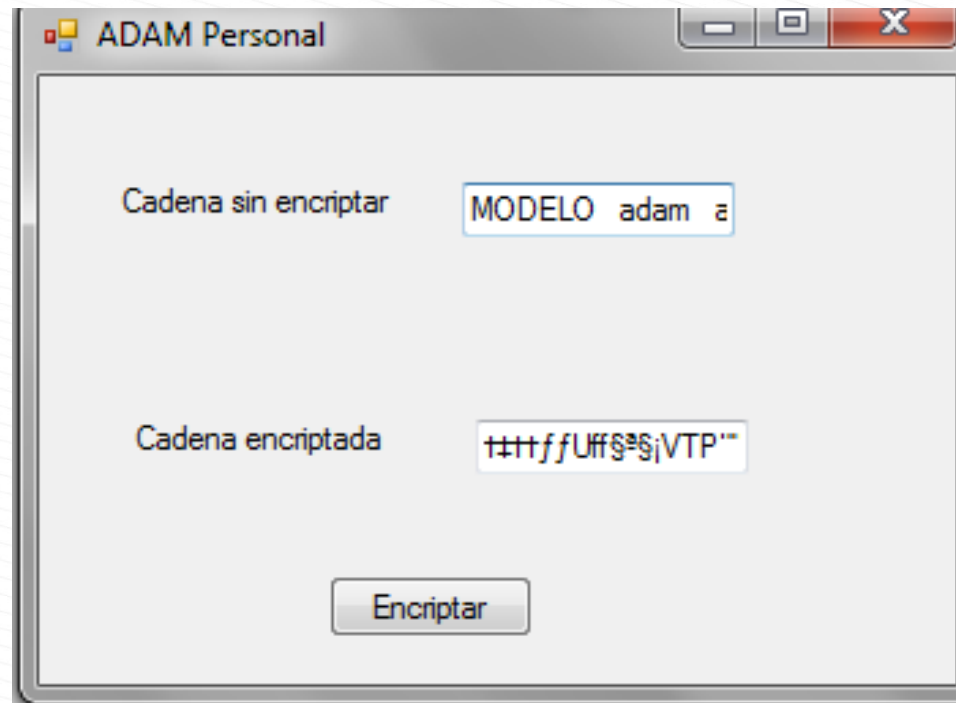 ADAM Personal
Cadena sin encriptar
MODELO adam a
Cadena encriptada
Encriptar